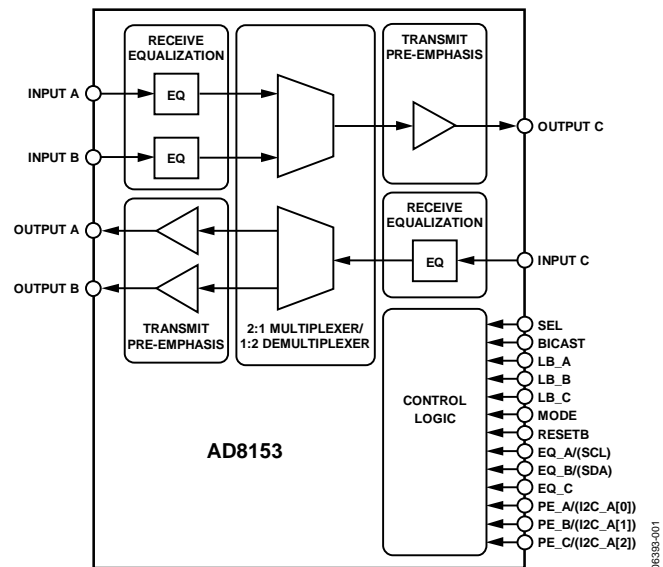 RECEIVE
EQUALIZATION
TRANSMIT
PRE-EMPHASIS
INPUT A
EQ
OUTPUT C
INPUT B
EQ
RECEIVE
EQUALIZATION
OUTPUT A
EQ
INPUT C
OUTPUT B
TRANSMIT
PRE-EMPHASIS
2:1 MULTIPLEXER/
1:2 DEMULTIPLEXER
SEL
BICAST
LB_A
LB_B
LB_C
CONTROL
LOGIC
MODE
RESETB
AD8153
EQ_A/(SCL)
EQ_B/(SDA)
EQ_C
PE_A/(I2C_A[0])
PE_B/(I2C_A[1])
PE_C/(I2C_A[2])
06393-001